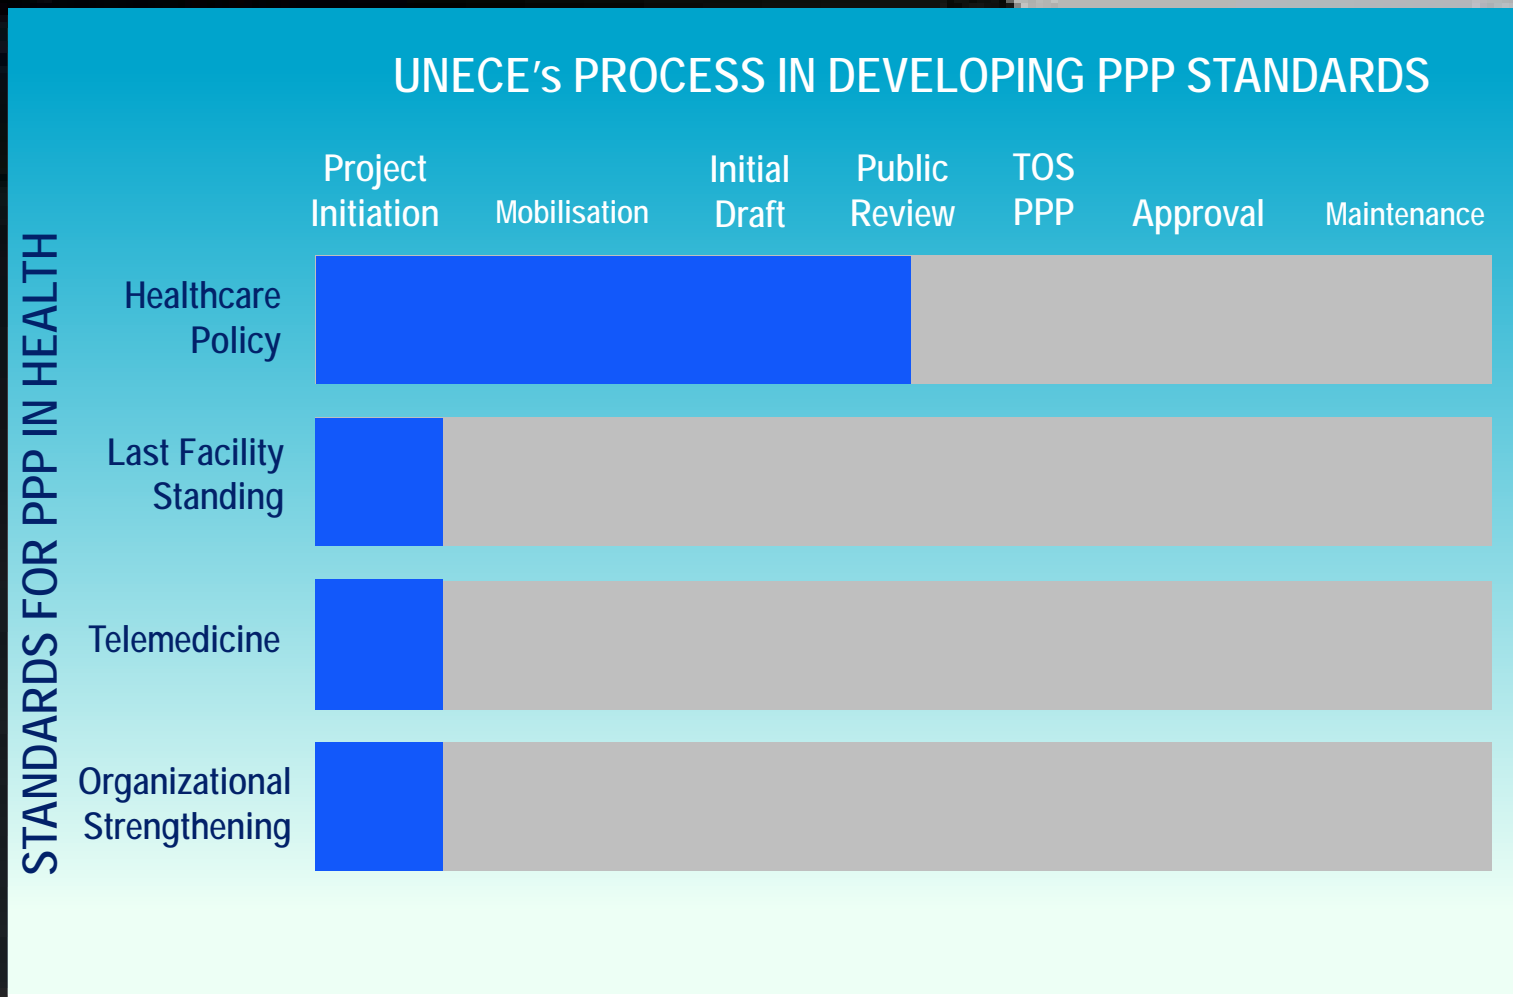 UNECE's PROCESS IN DEVELOPING PPP STANDARDS
Project
Initiation
Mobilisation
Initial
Draft
Public
Review
TOS
PPP
Approval
Maintenance
STANDARDS FOR PPP IN HEALTH
Healthcare
Policy
Last Facility
Standing
Telemedicine
Organizational
Strengthening